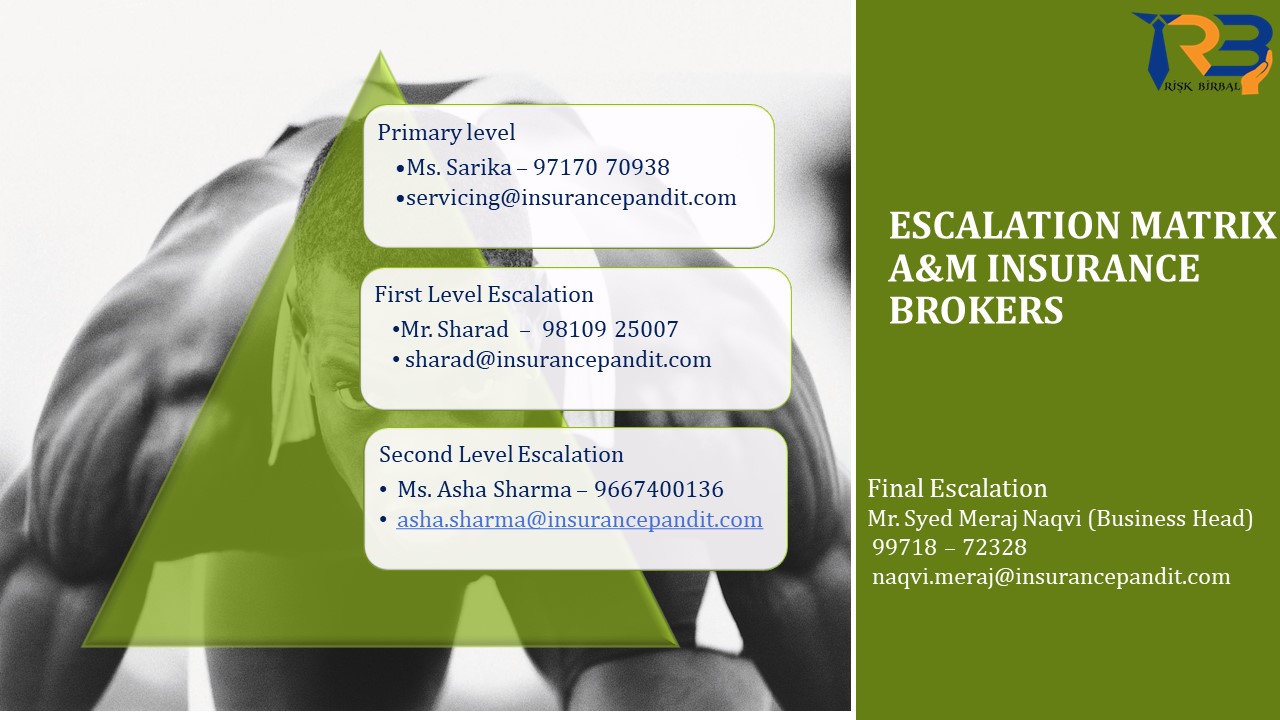 RISK BIRBAL
Primary level
•Ms. Sarika – 97170 70938
•servicing@insurancepandit.com
First Level Escalation
•Mr. Sharad – 98109 25007
• sharad@insurancepandit.com
Second Level Escalation
• Ms. Asha Sharma – 9667400136
• asha.sharma@insurancepandit.com
ESCALATION MATRIX
A&M INSURANCE
BROKERS
Final Escalation
Mr. Syed Meraj Naqvi (Business Head)
99718 – 72328
naqvi.meraj@insurancepandit.com